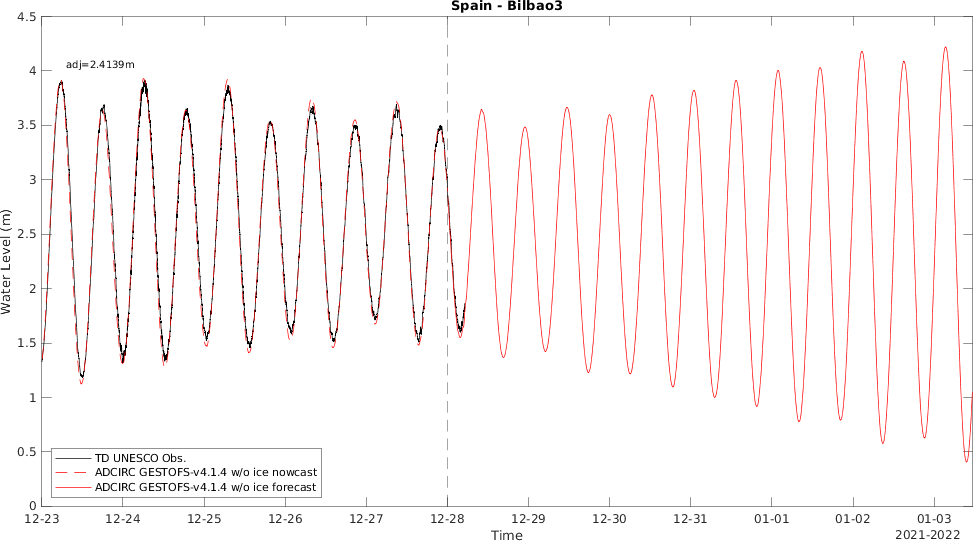 Spain - Bilbao3
4.5
4
3.5
3
2.5
2
1.5
1
0.5
0
Water Level (m)
adj=2.4139m
TD UNESCO Obs.
ADCIRC GESTOFS-v4.1.4 w/o ice nowcast
ADCIRC GESTOFS-v4.1.4 w/o ice forecast
12-23 12-24 12-25 12-26 12-27 12-28 12-29 12-30 12-31 01-01 01-02 01-03
Time
2021-2022